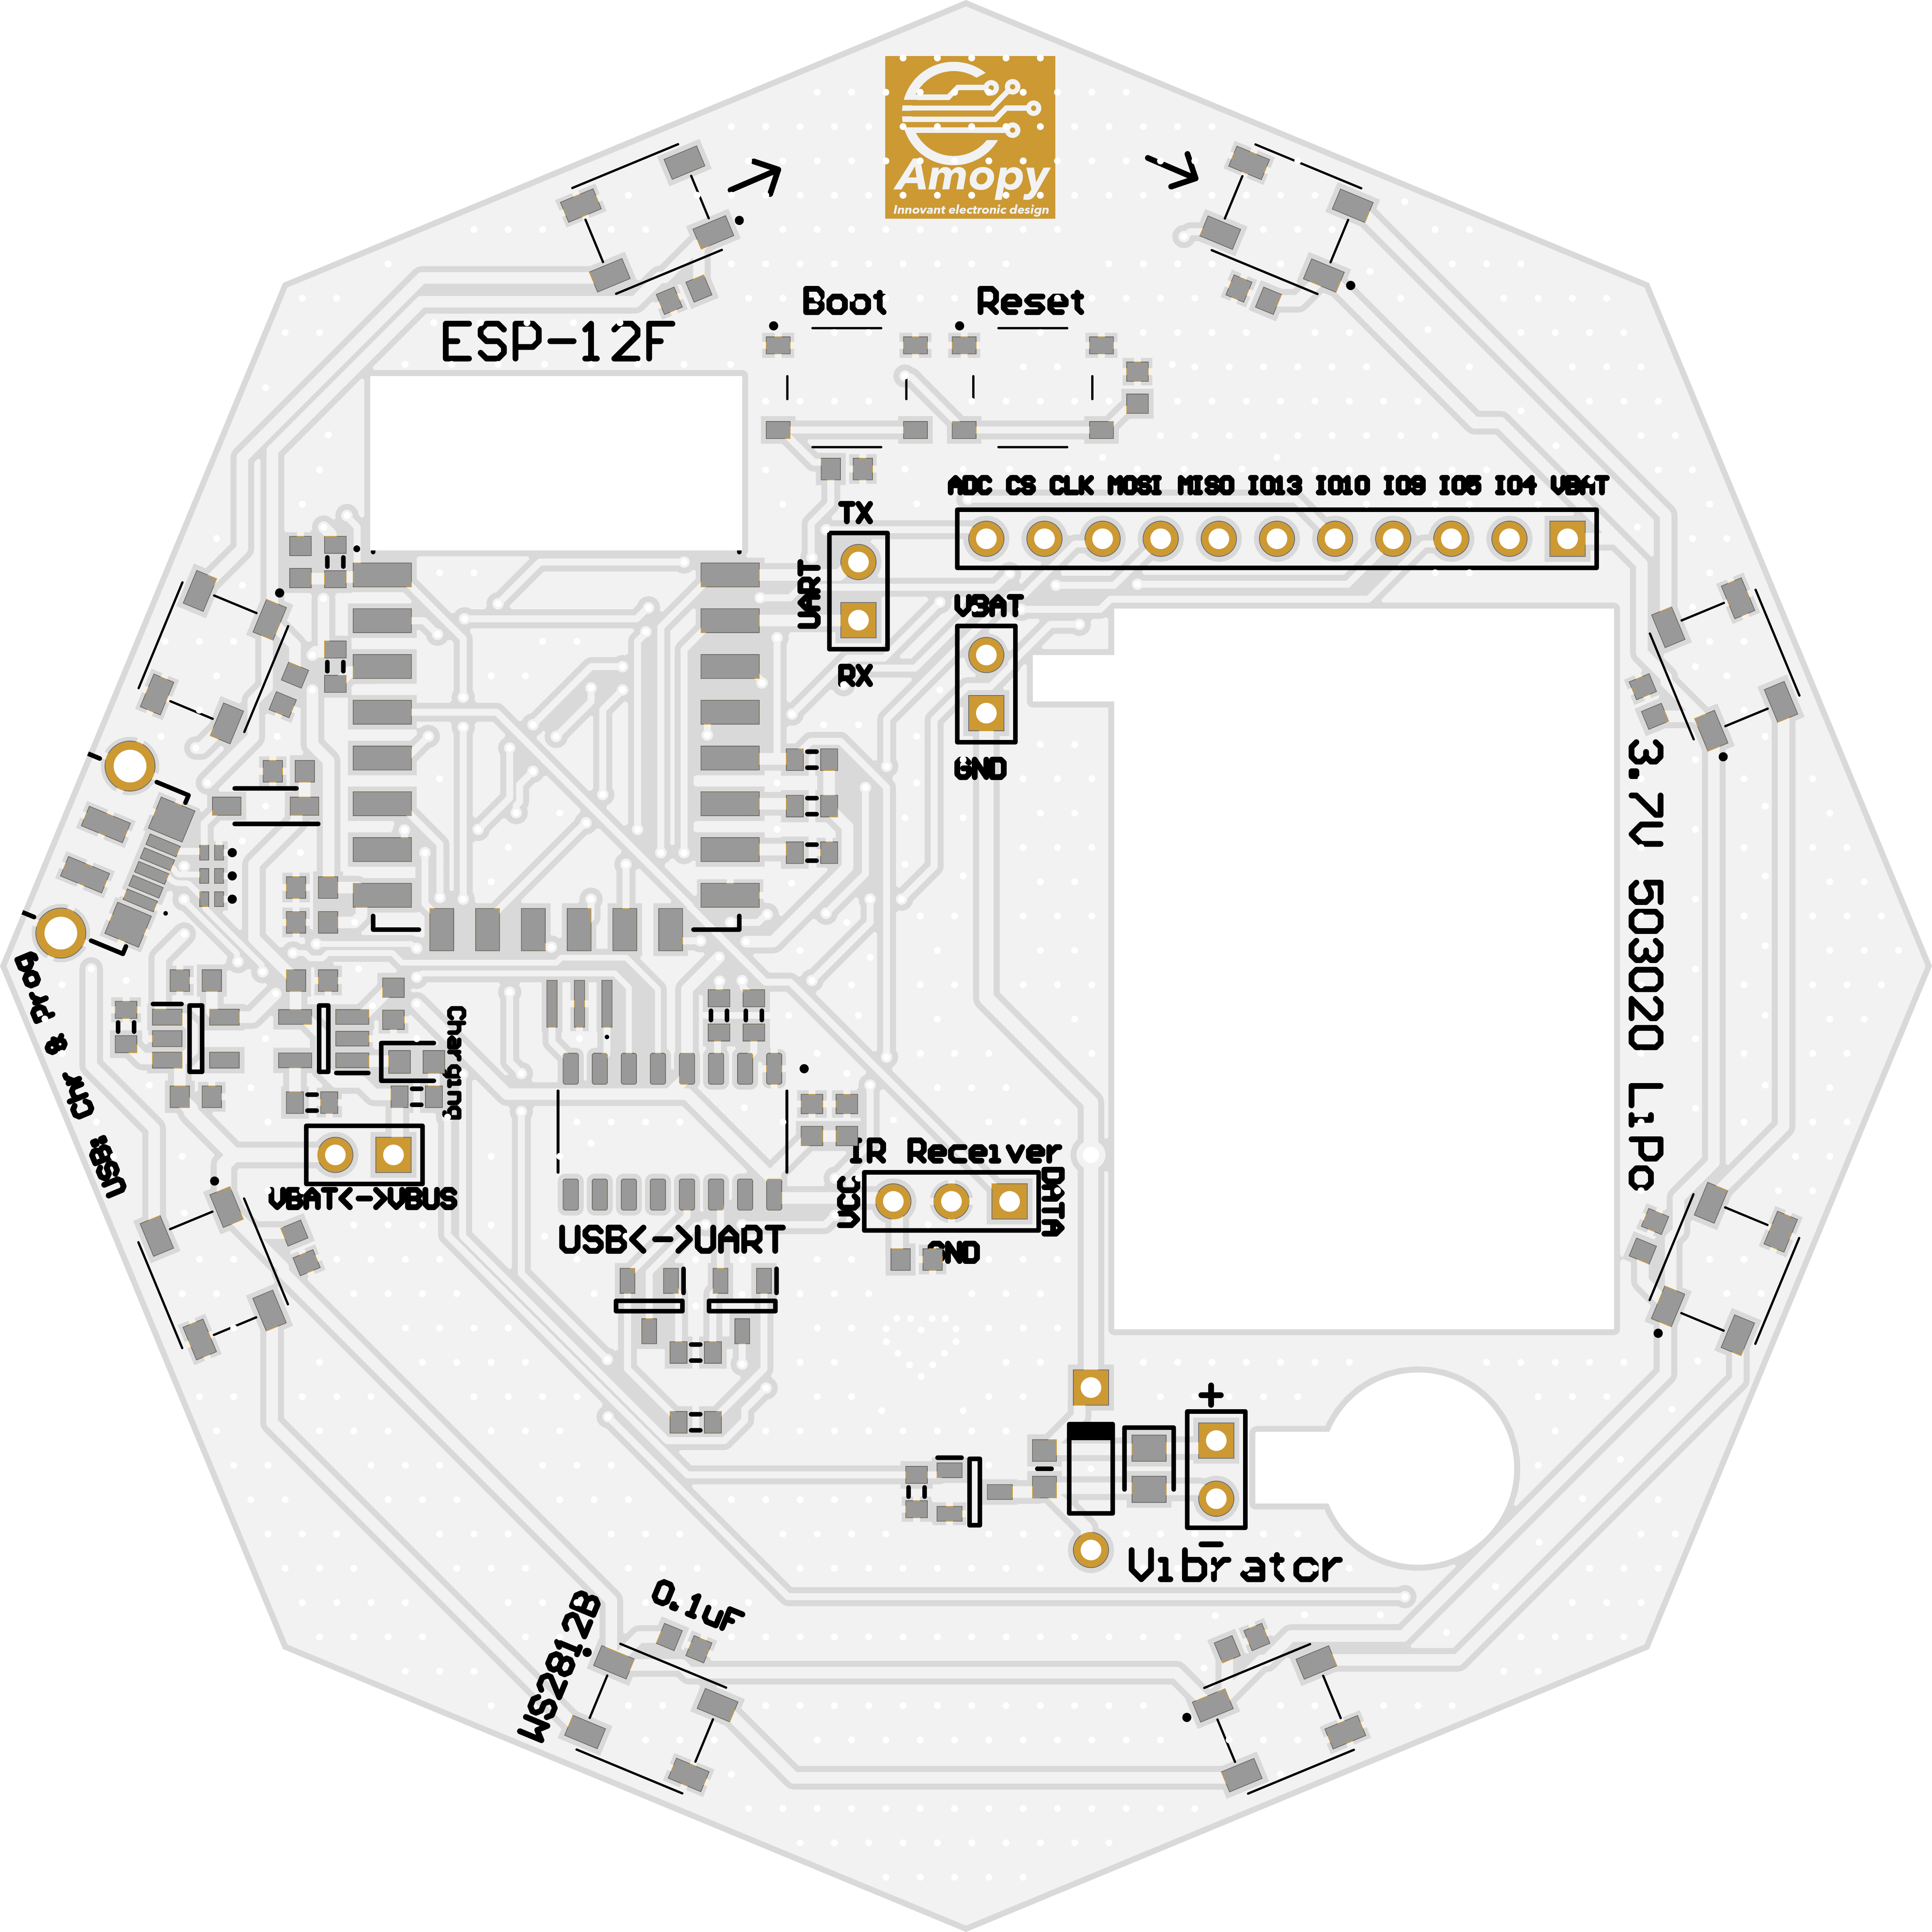 Amopy
Innovant electronic design
Boot
Reset
ESP-12F
ADC CS CLK MOSI MISO IO13 IO10 IO9 IO5 IO4 VBAT
TX
UART
RX
VBAT
GND
3.7V 503020 LiPo
USB: Chr & prog
Charging
VBAT<->VBUS
IR Receiver
VCC
DATA
GND
USB<->UART
+
-
Vibrator
0.1uF
WS2812B